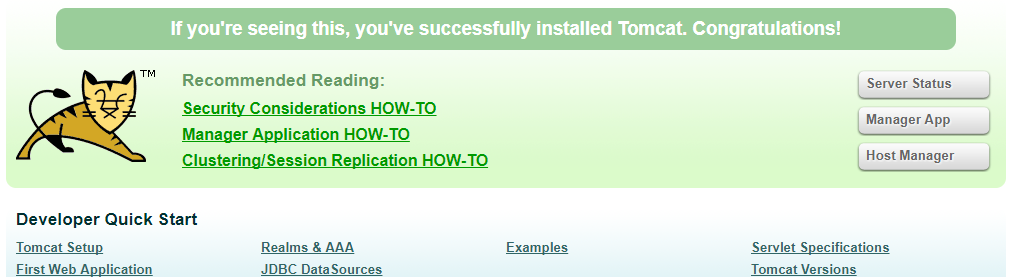 If you're seeing this, you've successfully installed Tomcat. Congratulations!
TM
Recommended Reading:
Security Considerations HOW-TO
Manager Application HOW-TO
Clustering/Session Replication HOW-TO
Server Status
Manager App
Host Manager
Developer Quick Start
Tomcat Setup
First Web Application
Realms & AAA
JDBC DataSources
Examples
Servlet Specifications
Tomcat Versions